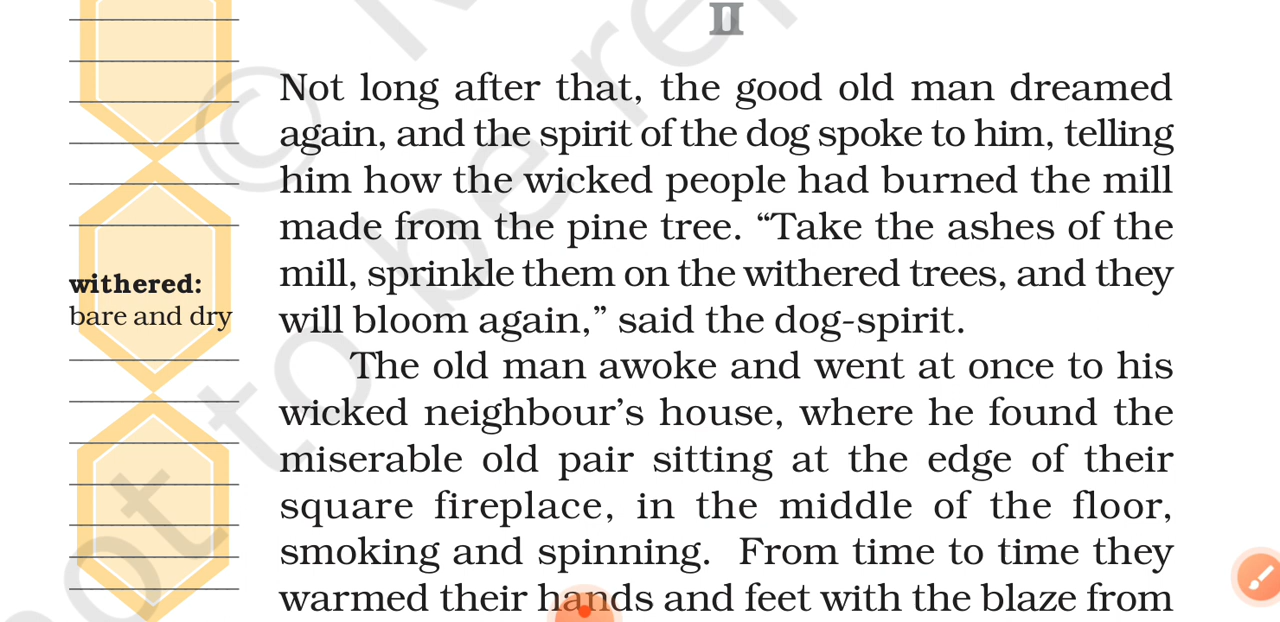 II
Not long after that, the good old man dreamed
again, and the spirit of the dog spoke to him, telling
him how the wicked people had burned the mill
made from the pine tree. “Take the ashes of the
mill, sprinkle them on the withered trees, and they
will bloom again,” said the dog-spirit.
The old man awoke and went at once to his
wicked neighbour’s house, where he found the
miserable old pair sitting at the edge of their
square fireplace, in the middle of the floor,
smoking and spinning. From time to time they
warmed their hands and feet with the blaze from
withered:
bare and dry
© 
not to be